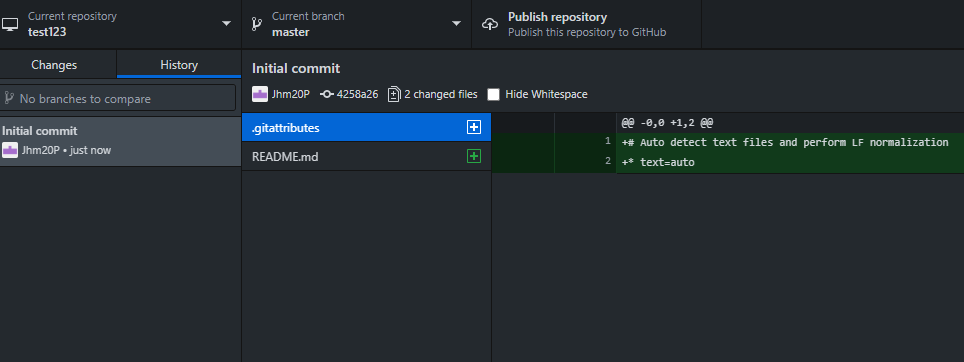 Current repository
test123
Current branch
master
Publish repository
Publish this repository to GitHub
Changes
History
No branches to compare
Initial commit
Jhm20P • just now
Initial commit
Jhm20P
4258a26
2 changed files
Hide Whitespace
.gitattributes
README.md
@@ -0,0 +1,2 @@
1 +# Auto detect text files and perform LF normalization
2 +* text=auto